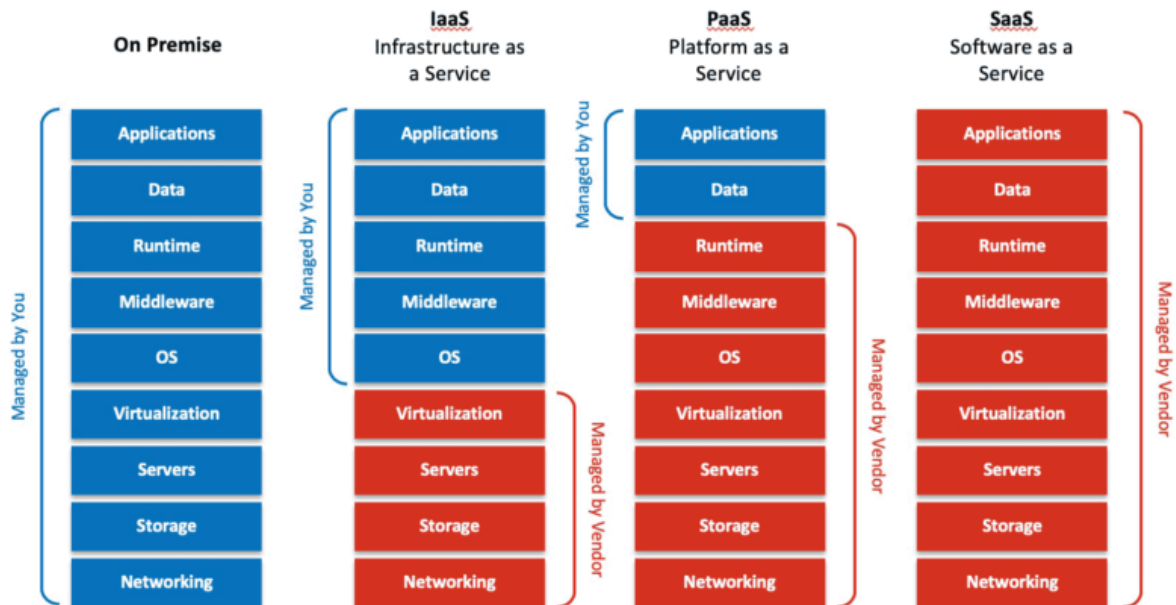 On Premise
Managed by You
Applications
Data
Runtime
Middleware
OS
Virtualization
Servers
Storage
Networking
IaaS
Infrastructure as
a Service
Managed by You
Applications
Data
Runtime
Middleware
OS
Virtualization
Servers
Storage
Networking
Managed by Vendor
PaaS
Platform as a
Service
Managed by You
Applications
Data
Runtime
Middleware
OS
Virtualization
Servers
Storage
Networking
Managed by Vendor
SaaS
Software as a
Service
Applications
Data
Runtime
Middleware
OS
Virtualization
Servers
Storage
Networking
Managed by Vendor